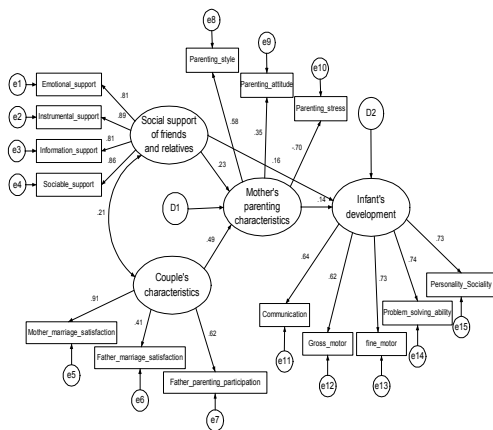 e8
e9
e10
Parenting_style
Parenting_attitude
Parenting_stress
e1
Emotional_support
e2
Instrumental_support
e3
Information_support
e4
Sociable_support
.81
.89
.81
.86
Social support
of friends
and relatives
.58
.35
-.70
D2
.23
.16
.21
D1
Mother's
parenting
characteristics
.14
Infant's
development
.49
Couple's
characteristics
.91
.41
.62
Mother_marriage_satisfaction
Father_marriage_satisfaction
Father_parenting_participation
e5
e6
e7
.64
.62
.73
.74
.73
Communication
Gross_motor
fine_motor
Problem_solving_ability
Personality_Sociality
e11
e12
e13
e14
e15